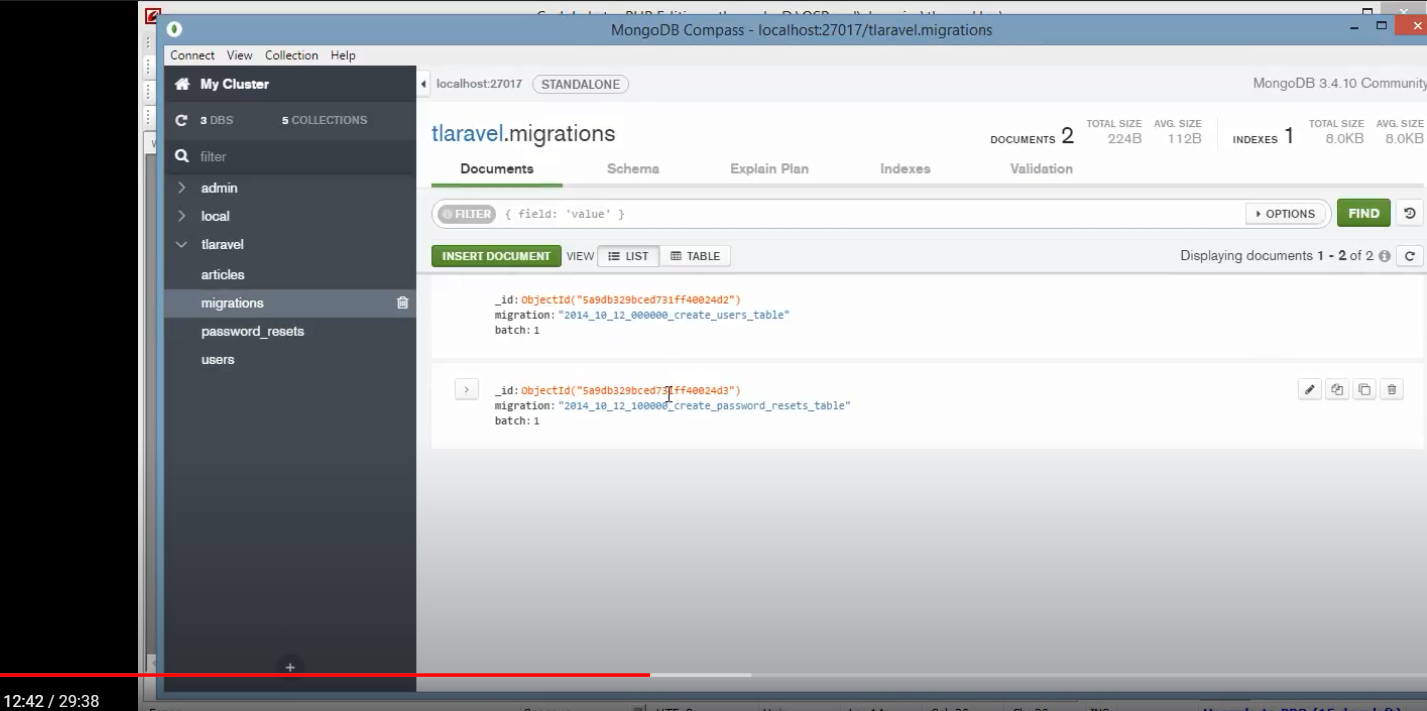 MongoDB Compass - localhost:27017/tlaravel.migrations
Connect View Collection Help
My Cluster
localhost:27017 STANDALONE
MongoDB 3.4.10 Community
3 DBS 5 COLLECTIONS
filter
admin
local
tlaravel
articles
migrations
password_resets
users
tlaravel.migrations
DOCUMENTS 2
TOTAL SIZE 224B
AVG. SIZE 112B
INDEXES 1
TOTAL SIZE 8.0KB
AVG. SIZE 8.0KB
Documents Schema Explain Plan Indexes Validation
FILTER { field: 'value' } OPTIONS FIND
INSERT DOCUMENT VIEW LIST TABLE
Displaying documents 1 - 2 of 2
_id: ObjectId("5a9db329bced731ff40024d2")
migration: "2014_10_12_000000_create_users_table"
batch: 1
_id: ObjectId("5a9db329bced731ff40024d3")
migration: "2014_10_12_100000_create_password_resets_table"
batch: 1
12:42 / 29:38